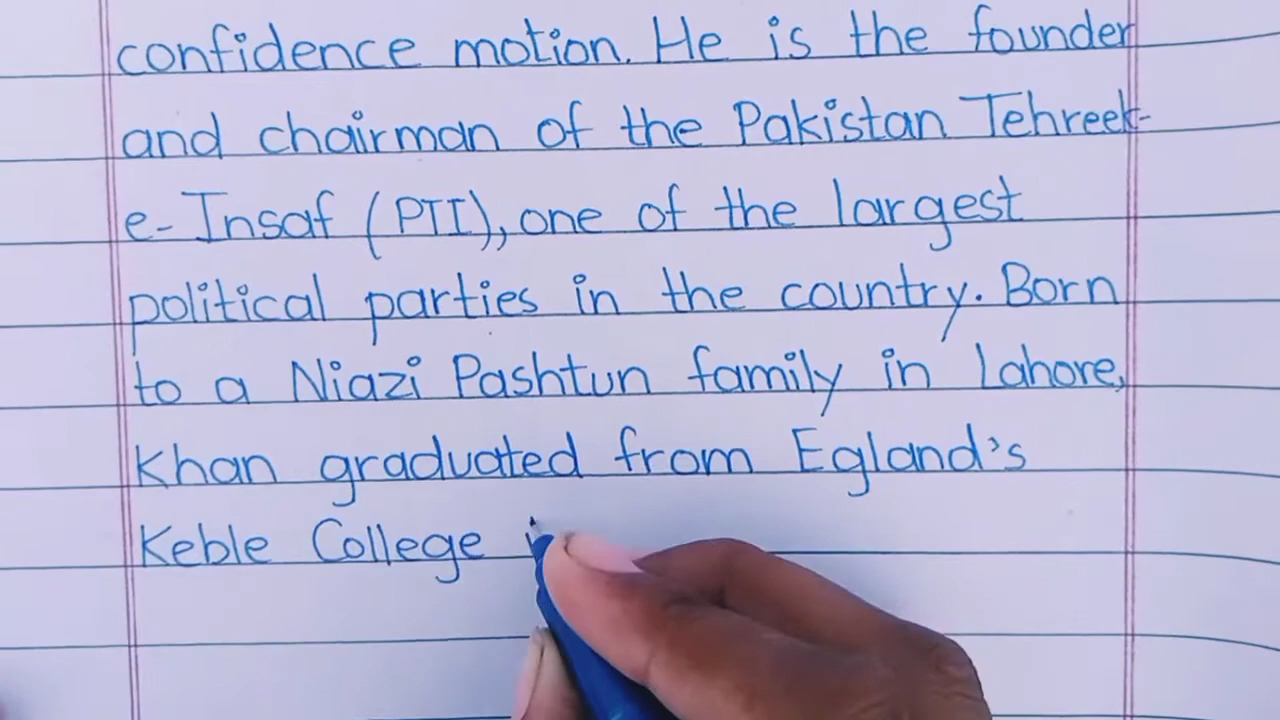 confidence motion. He is the founder
and chairman of the Pakistan Tehreek-
e-Insaf (PTI), one of the largest
political parties in the country. Born
to a Niazi Pashtun family in Lahore,
Khan graduated from Egland's
Keble College